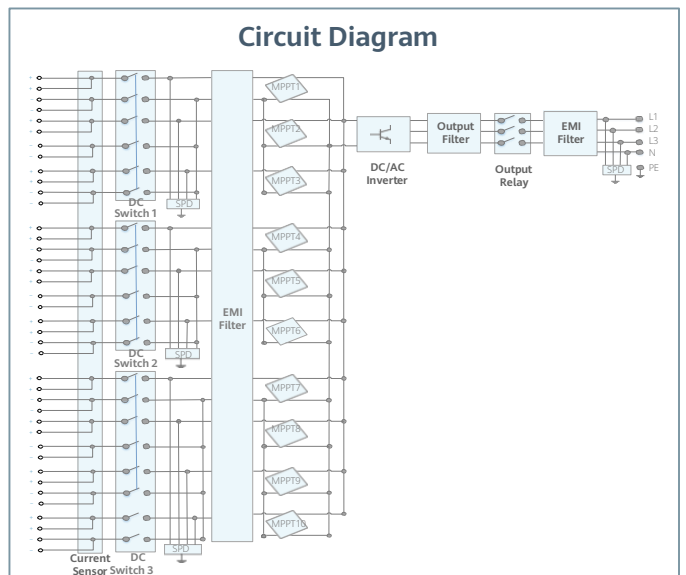 Circuit Diagram
MPPT1
MPPT2
MPPT3
DC
Switch 1
SPD
MPPT4
MPPT5
MPPT6
DC
Switch 2
SPD
EMI
Filter
MPPT7
MPPT8
MPPT9
MPPT10
SPD
Current
Sensor
DC
Switch 3
DC/AC
Inverter
Output
Filter
Output
Relay
EMI
Filter
SPD
L1
L2
L3
N
PE